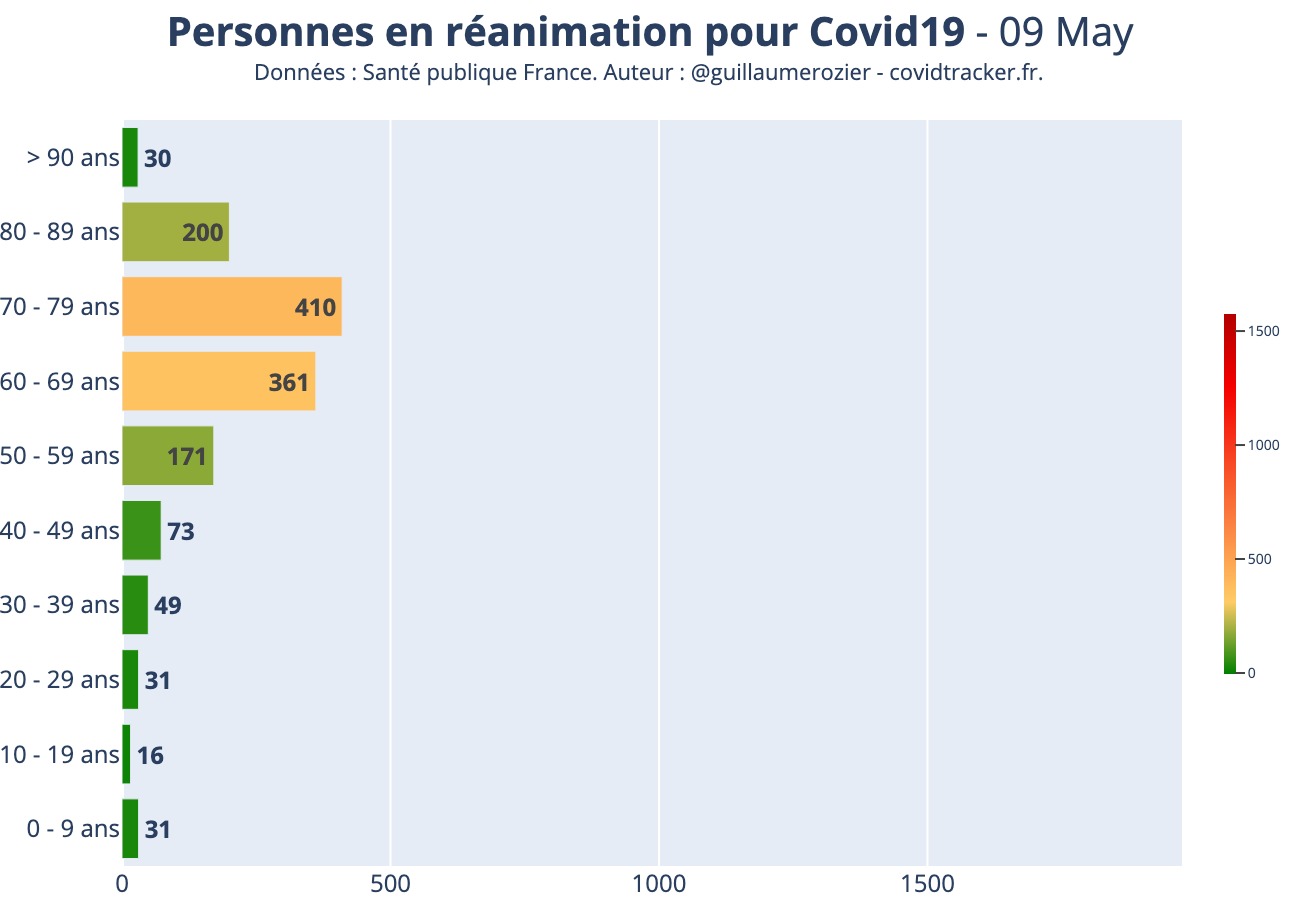 Personnes en réanimation pour Covid19 - 09 May
Données : Santé publique France. Auteur : @guillaumerozier - covidtracker.fr.
> 90 ans 30
80 - 89 ans 200
70 - 79 ans 410
60 - 69 ans 361
50 - 59 ans 171
40 - 49 ans 73
30 - 39 ans 49
20 - 29 ans 31
10 - 19 ans 16
0 - 9 ans 31
0 500 1000 1500
1500
1000
500
0